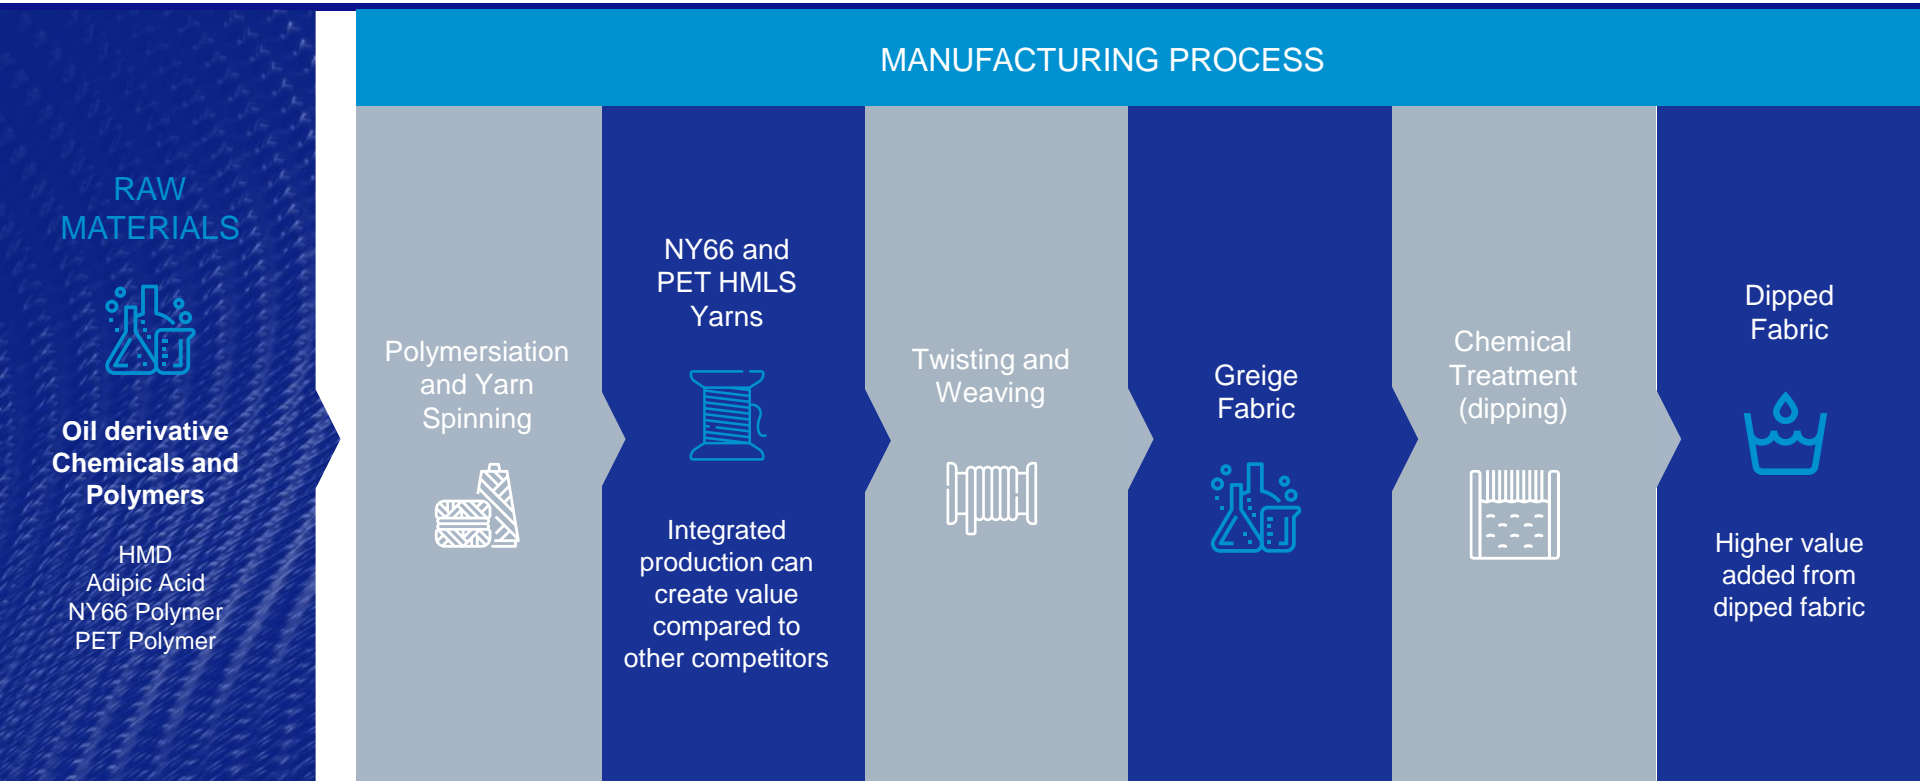 MANUFACTURING PROCESS
RAW
MATERIALS
Oil derivative
Chemicals and
Polymers
HMD
Adipic Acid
NY66 Polymer
PET Polymer
Polymersiation
and Yarn
Spinning
NY66 and
PET HMLS
Yarns
Integrated
production can
create value
compared to
other competitors
Twisting and
Weaving
Greige
Fabric
Chemical
Treatment
(dipping)
Dipped
Fabric
Higher value
added from
dipped fabric